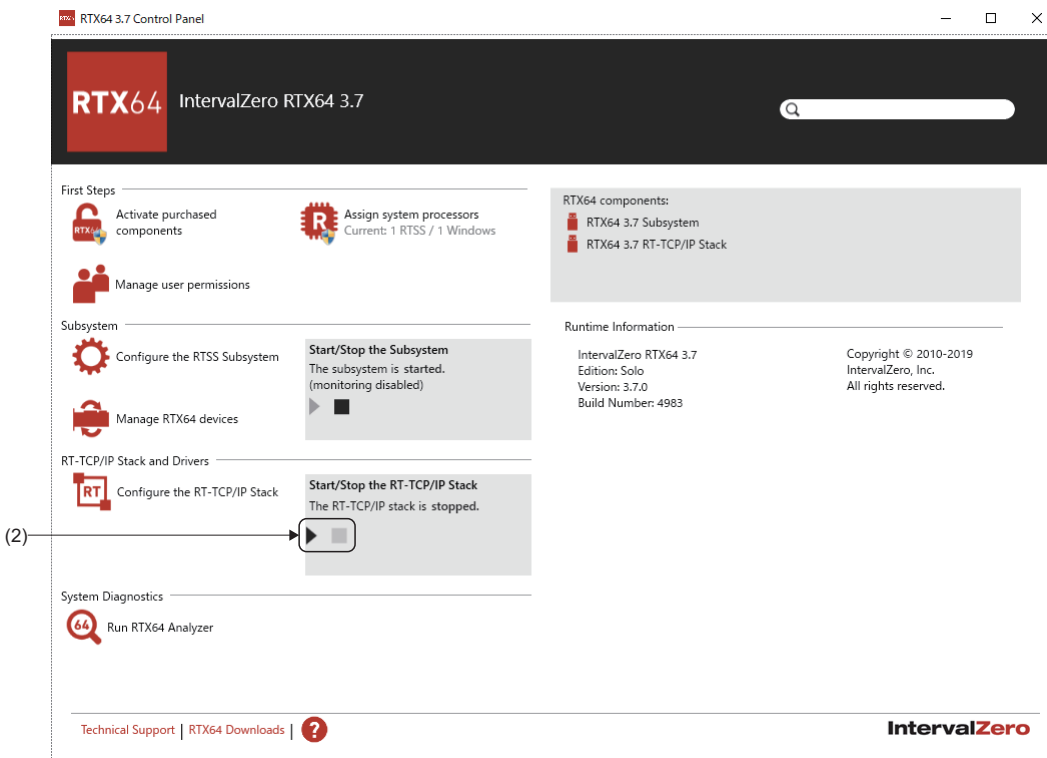 RTX64 3.7 Control Panel
RTX64
IntervalZero RTX64 3.7
First Steps
Activate purchased
components
Assign system processors
Current: 1 RTSS / 1 Windows
Manage user permissions
RTX64 components:
RTX64 3.7 Subsystem
RTX64 3.7 RT-TCP/IP Stack
Subsystem
Configure the RTSS Subsystem
Manage RTX64 devices
Start/Stop the Subsystem
The subsystem is started.
(monitoring disabled)
Runtime Information
IntervalZero RTX64 3.7
Edition: Solo
Version: 3.7.0
Build Number: 4983
Copyright © 2010-2019
IntervalZero, Inc.
All rights reserved.
RT-TCP/IP Stack and Drivers
RT
Configure the RT-TCP/IP Stack
Start/Stop the RT-TCP/IP Stack
The RT-TCP/IP stack is stopped.
(2)
System Diagnostics
64
Run RTX64 Analyzer
Technical Support | RTX64 Downloads | ?
IntervalZero